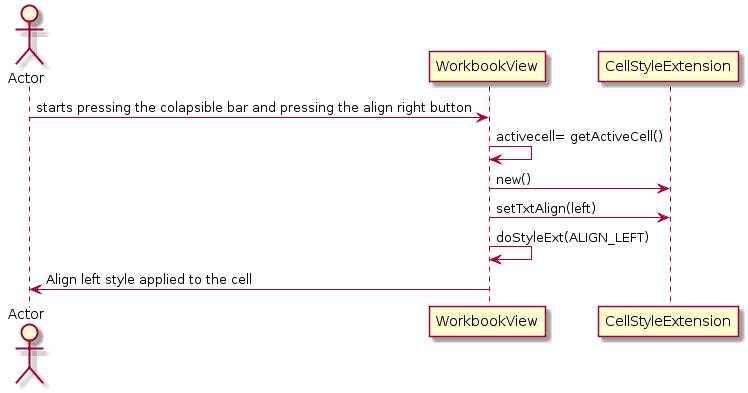 Actor
WorkbookView
CellStyleExtension
starts pressing the colapsible bar and pressing the align right button
activecell= getActiveCell()
new()
setTxtAlign(left)
doStyleExt(ALIGN_LEFT)
Align left style applied to the cell
Actor
WorkbookView
CellStyleExtension